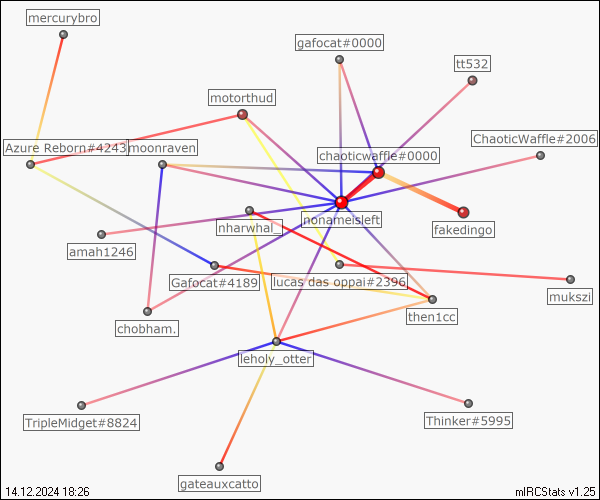 mercurybro
gafocat#0000
tt532
motorthud
ChaoticWaffle#2006
Azure Reborn#4243
moonraven
chaoticwaffle#0000
nharwhal_
nonameisleft
fakedingo
amah1246
Gafocat#4189
lucas das oppai#2396
mukszi
chobham.
then1cc
leholy_otter
TripleMidget#8824
Thinker#5995
gateauxcatto
14.12.2024 18:26
mIRCStats v1.25